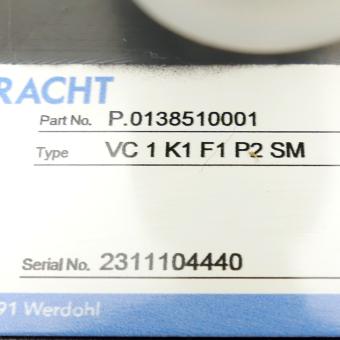 RACHT
Part No. P.0138510001
Type VC 1 K1 F1 P2 SM
Serial No. 2311104440
91 Werdohl